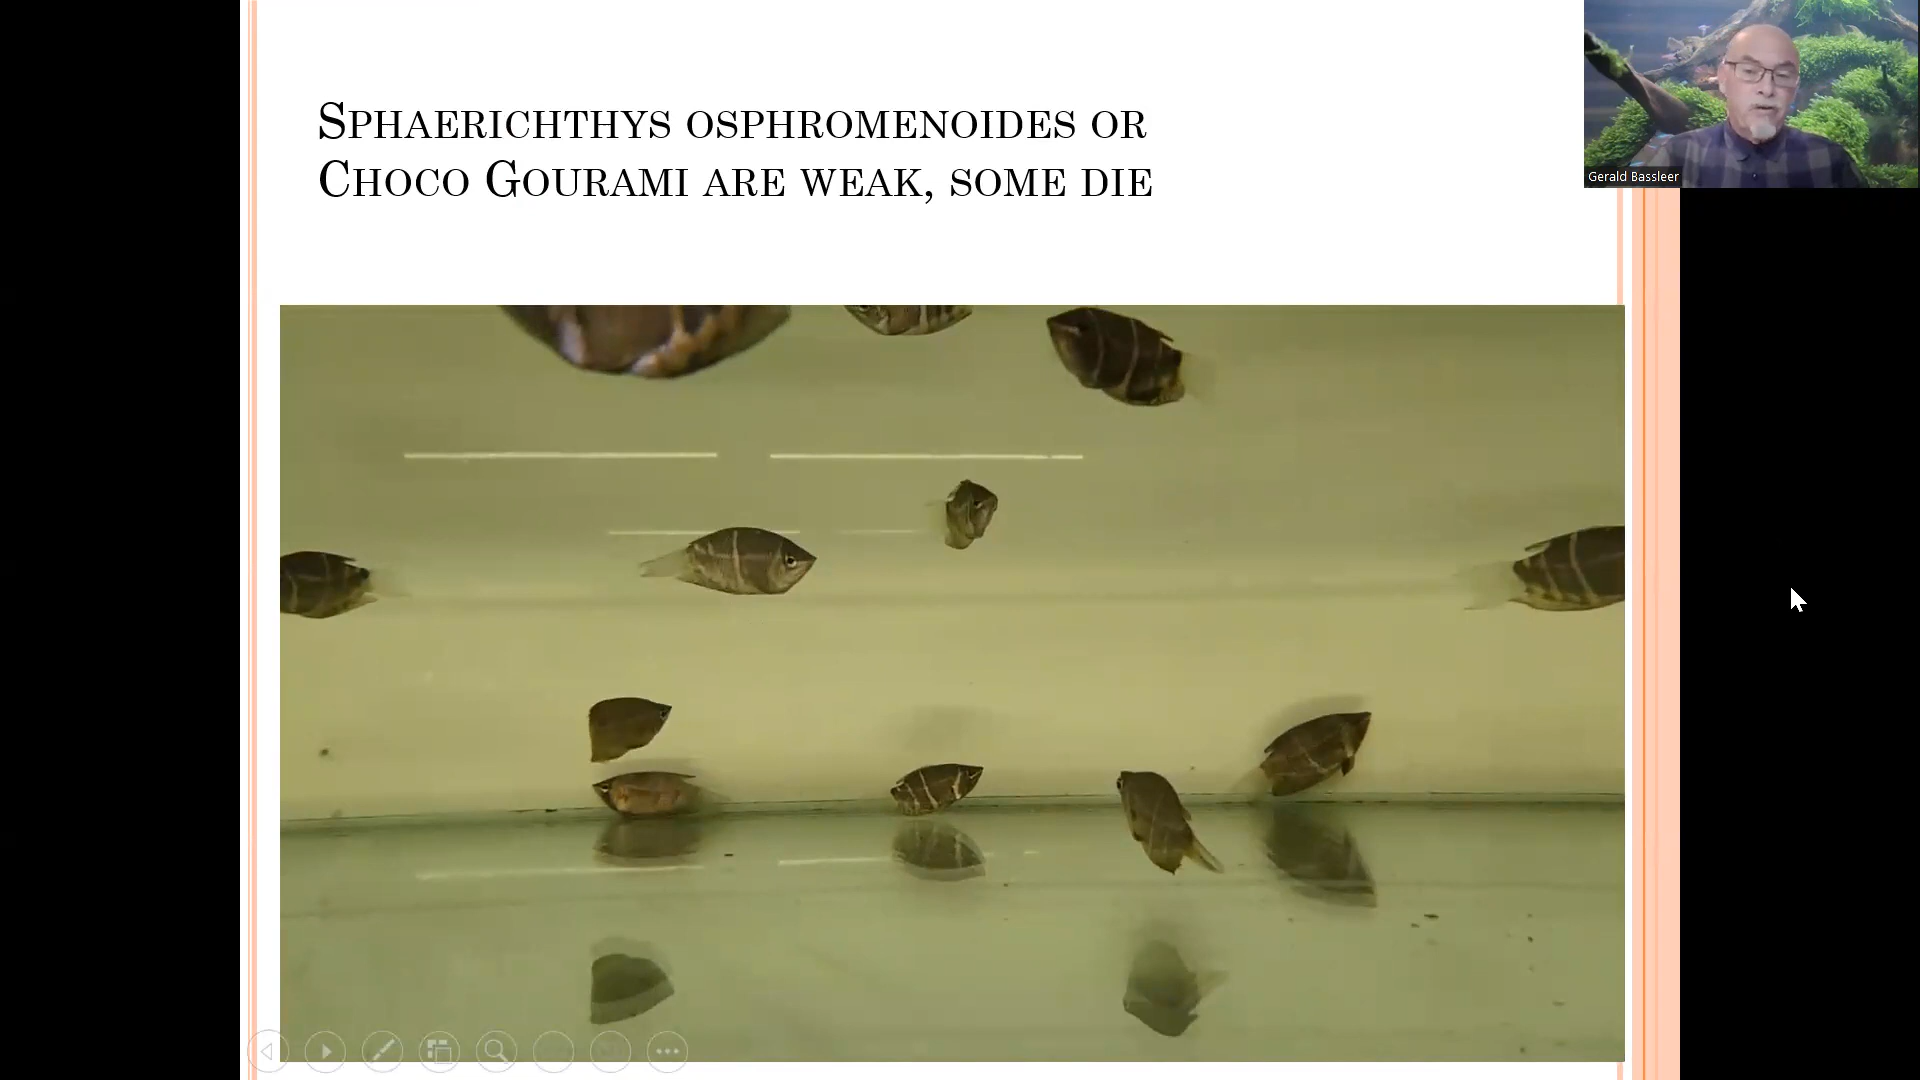 Sphaerichthys osphromenoides or
Choco Gourami are weak, some die
Gerald Bassleer